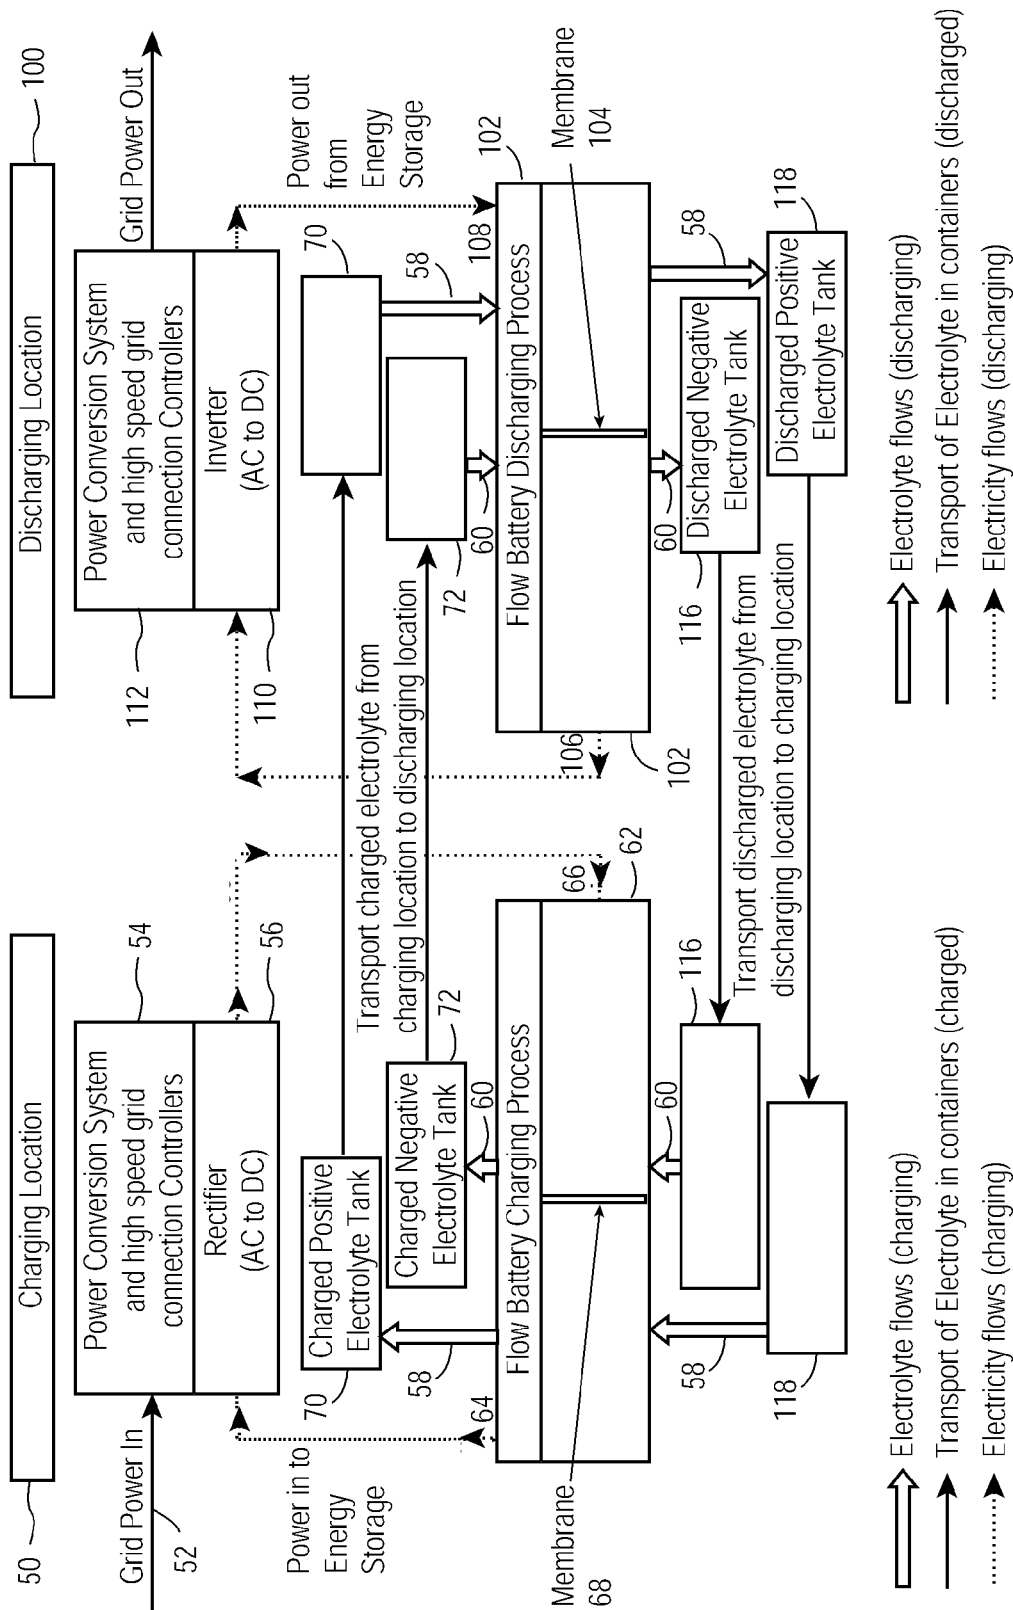 Charging Location
50
Grid Power In
52
Power Conversion System
and high speed grid
connection Controllers
54
Rectifier
(AC to DC)
56
Power in to
Energy
Storage
Charged Positive
Electrolyte Tank
70
Charged Negative
Electrolyte Tank
72
58
60
64
Flow Battery Charging Process
66
62
Membrane
68
58
60
116
118
Transport charged electrolyte from
charging location to discharging location
Transport discharged electrolyte from
discharging location to charging location
Discharging Location
100
Grid Power Out
Power Conversion System
and high speed grid
connection Controllers
112
Inverter
(AC to DC)
110
Power out
from
Energy
Storage
70
72
58
60
108
Flow Battery Discharging Process
102
106
102
Membrane
104
60
58
Discharged Negative
Electrolyte Tank
116
Discharged Positive
Electrolyte Tank
118
Electrolyte flows (charging)
Transport of Electrolyte in containers (charged)
Electricity flows (charging)
Electrolyte flows (discharging)
Transport of Electrolyte in containers (discharged)
Electricity flows (discharging)